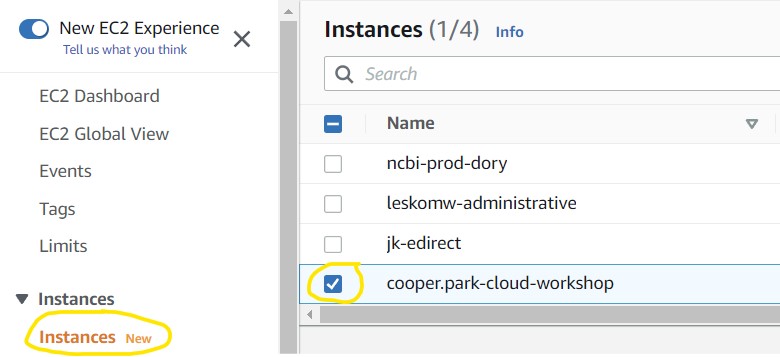 New EC2 Experience
Tell us what you think
EC2 Dashboard
EC2 Global View
Events
Tags
Limits
Instances
Instances New
Instances (1/4) Info
Search
Name
ncbi-prod-dory
leskomw-administrative
jk-edirect
cooper.park-cloud-workshop